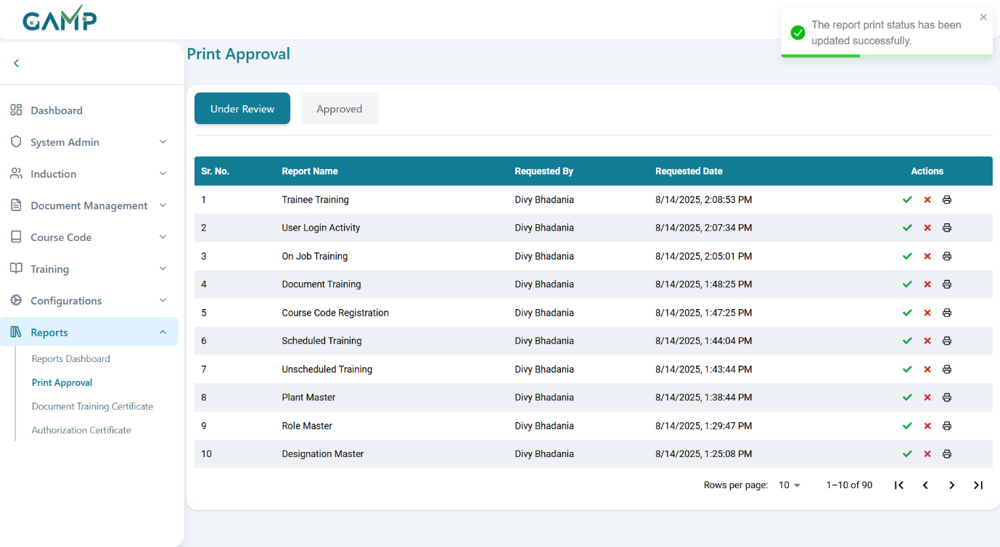 GAMP
The report print status has been
updated successfully.
Print Approval
Dashboard
System Admin
Induction
Document Management
Course Code
Training
Configurations
Reports
Reports Dashboard
Print Approval
Document Training Certificate
Authorization Certificate
Under Review Approved
Sr. No. Report Name Requested By Requested Date Actions
1 Trainee Training Divy Bhadania 8/14/2025, 2:08:53 PM
2 User Login Activity Divy Bhadania 8/14/2025, 2:07:34 PM
3 On Job Training Divy Bhadania 8/14/2025, 2:05:01 PM
4 Document Training Divy Bhadania 8/14/2025, 1:48:25 PM
5 Course Code Registration Divy Bhadania 8/14/2025, 1:47:25 PM
6 Scheduled Training Divy Bhadania 8/14/2025, 1:44:04 PM
7 Unscheduled Training Divy Bhadania 8/14/2025, 1:43:44 PM
8 Plant Master Divy Bhadania 8/14/2025, 1:38:44 PM
9 Role Master Divy Bhadania 8/14/2025, 1:29:47 PM
10 Designation Master Divy Bhadania 8/14/2025, 1:25:08 PM
Rows per page: 10 1–10 of 90